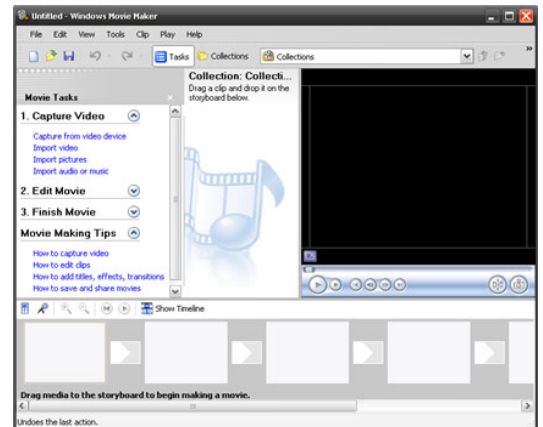 Untitled - Windows Movie Maker
File Edit View Tools Clip Play Help
Tasks Collections Collections
Movie Tasks
1. Capture Video
Capture from video device
Import video
Import pictures
Import audio or music
2. Edit Movie
3. Finish Movie
Movie Making Tips
How to capture video
How to edit clips
How to add titles, effects, transitions
How to save and share movies
Collection: Collecti...
Drag a clip and drop it on the
storyboard below.
Show Timeline
Drag media to the storyboard to begin making a movie.
Undoes the last action.